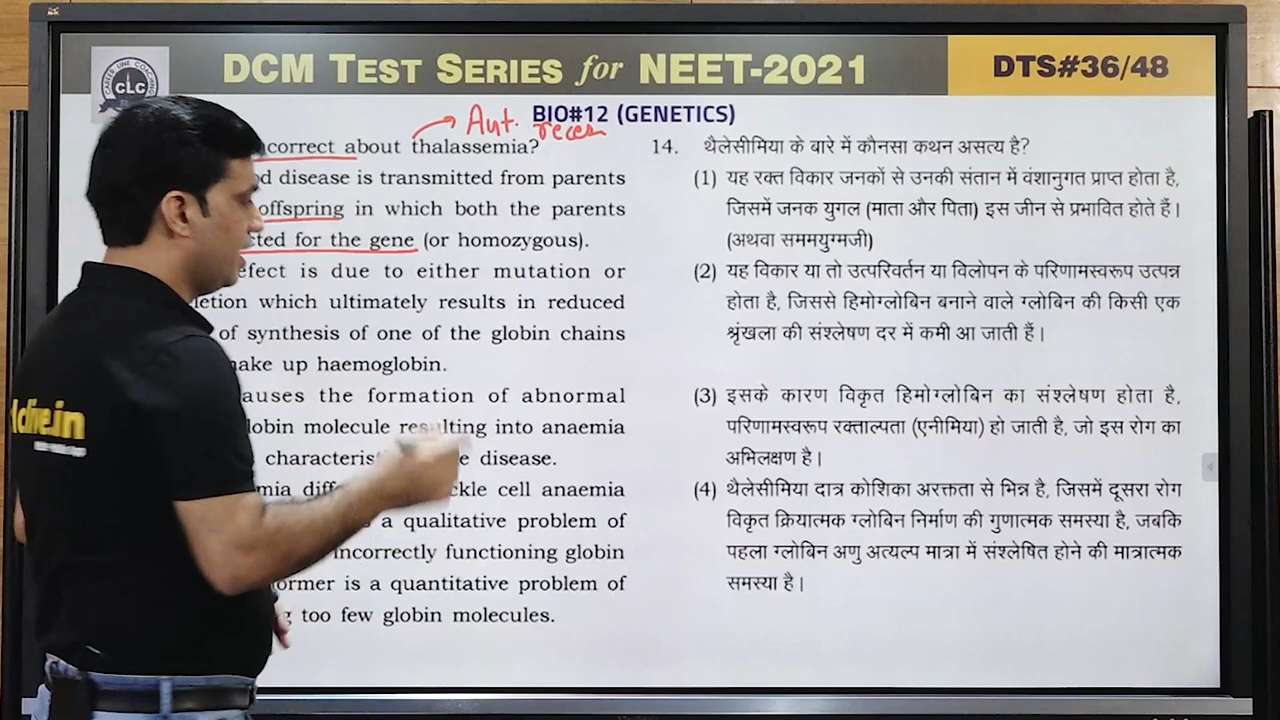 DCM TEST SERIES for NEET-2021
DTS#36/48
CLC
BIO#12 (GENETICS)
Aut. reces
correct about thalassemia?
disease is transmitted from parents
offspring in which both the parents
cted for the gene (or homozygous).
efect is due to either mutation or
etion which ultimately results in reduced
of synthesis of one of the globin chains
ake up haemoglobin.
auses the formation of abnormal
lobin molecule resulting into anaemia
characterist e disease.
mia diff ckle cell anaemia
a qualitative problem of
incorrectly functioning globin
ormer is a quantitative problem of
too few globin molecules.
14. थैलेसीमिया के बारे में कौनसा कथन असत्य है?
(1) यह रक्त विकार जनकों से उनकी संतान में वंशानुगत प्राप्त होता है,
जिसमें जनक युगल (माता और पिता) इस जीन से प्रभावित होते हैं।
(अथवा सममयुग्मजी)
(2) यह विकार या तो उत्परिवर्तन या विलोपन के परिणामस्वरूप उत्पन्न
होता है, जिससे हिमोग्लोबिन बनाने वाले ग्लोबिन की किसी एक
श्रृंखला की संश्लेषण दर में कमी आ जाती हैं।
(3) इसके कारण विकृत हिमोग्लोबिन का संश्लेषण होता है,
परिणामस्वरूप रक्ताल्पता (एनीमिया) हो जाती है, जो इस रोग का
अभिलक्षण है।
(4) थैलेसीमिया दात्र कोशिका अरक्तता से भिन्न है, जिसमें दूसरा रोग
विकृत क्रियात्मक ग्लोबिन निर्माण की गुणात्मक समस्या है, जबकि
पहला ग्लोबिन अणु अत्यल्प मात्रा में संश्लेषित होने की मात्रात्मक
समस्या है।
dlive.in